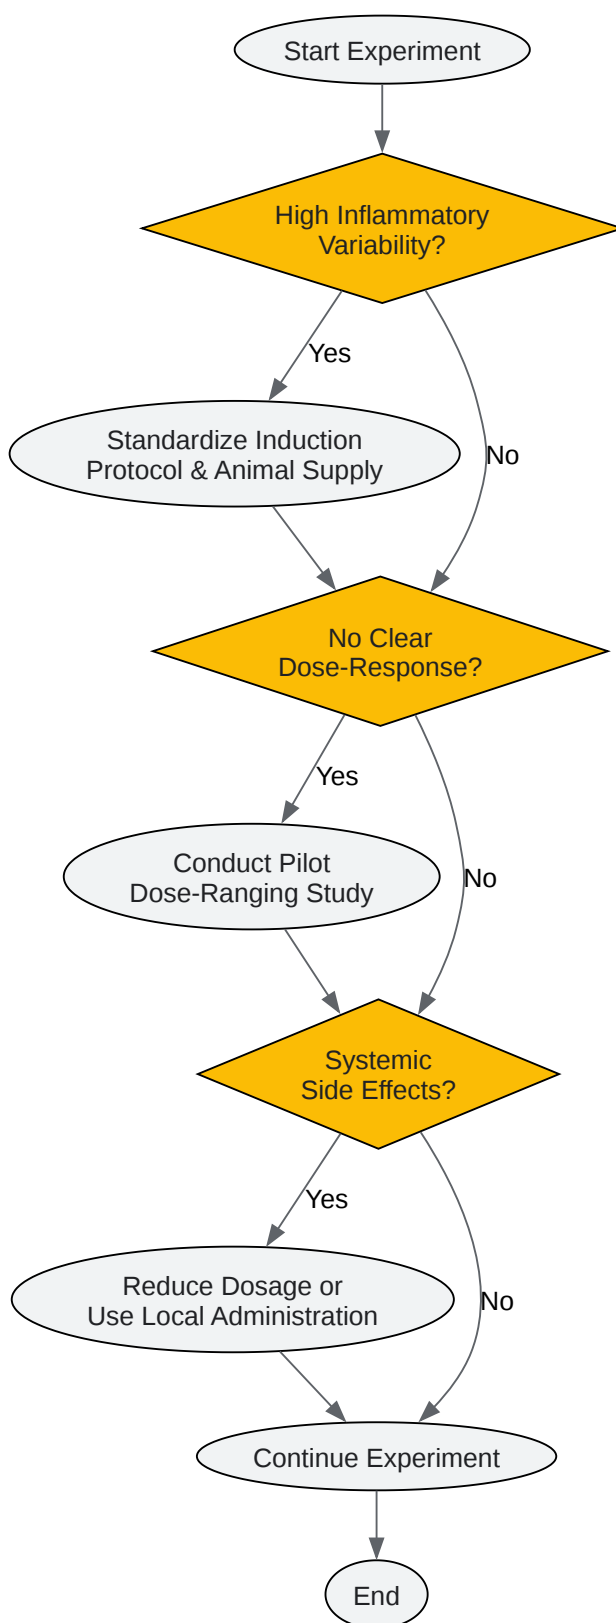 Start Experiment
High Inflammatory
Variability?
Yes
Standardize Induction
Protocol & Animal Supply
No
No Clear
Dose-Response?
Yes
Conduct Pilot
Dose-Ranging Study
No
Systemic
Side Effects?
Yes
Reduce Dosage or
Use Local Administration
No
Continue Experiment
End